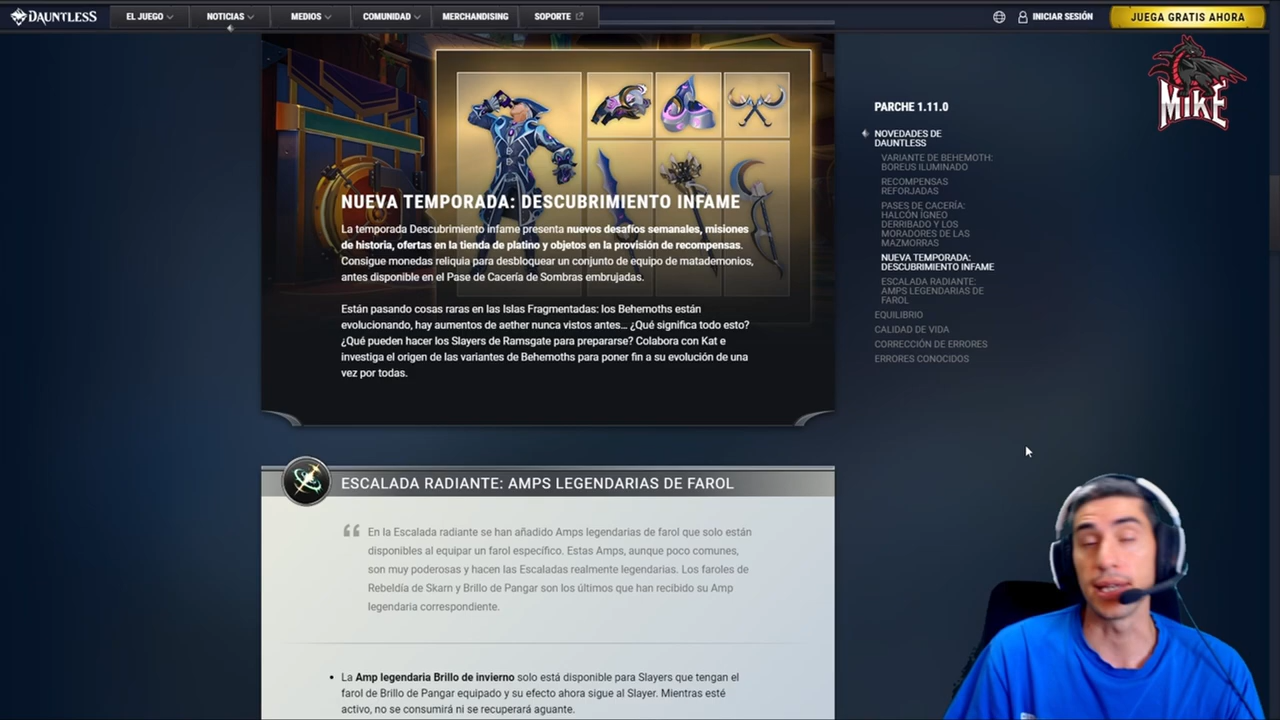 DAUNTLESS
EL JUEGO
NOTICIAS
MEDIOS
COMUNIDAD
MERCHANDISING
SOPORTE
INICIAR SESIÓN
JUEGA GRATIS AHORA
MIKE
NUEVA TEMPORADA: DESCUBRIMIENTO INFAME
La temporada Descubrimiento infame presenta nuevos desafíos semanales, misiones
de historia, ofertas en la tienda de platino y objetos en la provisión de recompensas.
Consigue monedas reliquia para desbloquear un conjunto de equipo de matademonios,
antes disponible en el Pase de Cacería de Sombras embrujadas.
Están pasando cosas raras en las Islas Fragmentadas: los Behemoths están
evolucionando, hay aumentos de aether nunca vistos antes... ¿Qué significa todo esto?
¿Qué pueden hacer los Slayers de Ramsgate para prepararse? Colabora con Kat e
investiga el origen de las variantes de Behemoths para poner fin a su evolución de una
vez por todas.
PARCHE 1.11.0
NOVEDADES DE
DAUNTLESS
VARIANTE DE BEHEMOTH:
BOREUS ILUMINADO
RECOMPENSAS
REFORJADAS
PASES DE CACERÍA:
HALCÓN ÍGNEO
DERRIBADO Y LOS
MORADORES DE LAS
MAZMORRAS
NUEVA TEMPORADA:
DESCUBRIMIENTO INFAME
ESCALADA RADIANTE:
AMPS LEGENDARIAS DE
FAROL
EQUILIBRIO
CALIDAD DE VIDA
CORRECCIÓN DE ERRORES
ERRORES CONOCIDOS
ESCALADA RADIANTE: AMPS LEGENDARIAS DE FAROL
En la Escalada radiante se han añadido Amps legendarias de farol que solo están
disponibles al equipar un farol específico. Estas Amps, aunque poco comunes,
son muy poderosas y hacen las Escaladas realmente legendarias. Los faroles de
Rebeldía de Skarn y Brillo de Pangar son los últimos que han recibido su Amp
legendaria correspondiente.
• La Amp legendaria Brillo de invierno solo está disponible para Slayers que tengan el
farol de Brillo de Pangar equipado y su efecto ahora sigue al Slayer. Mientras esté
activo, no se consumirá ni se recuperará aguante.